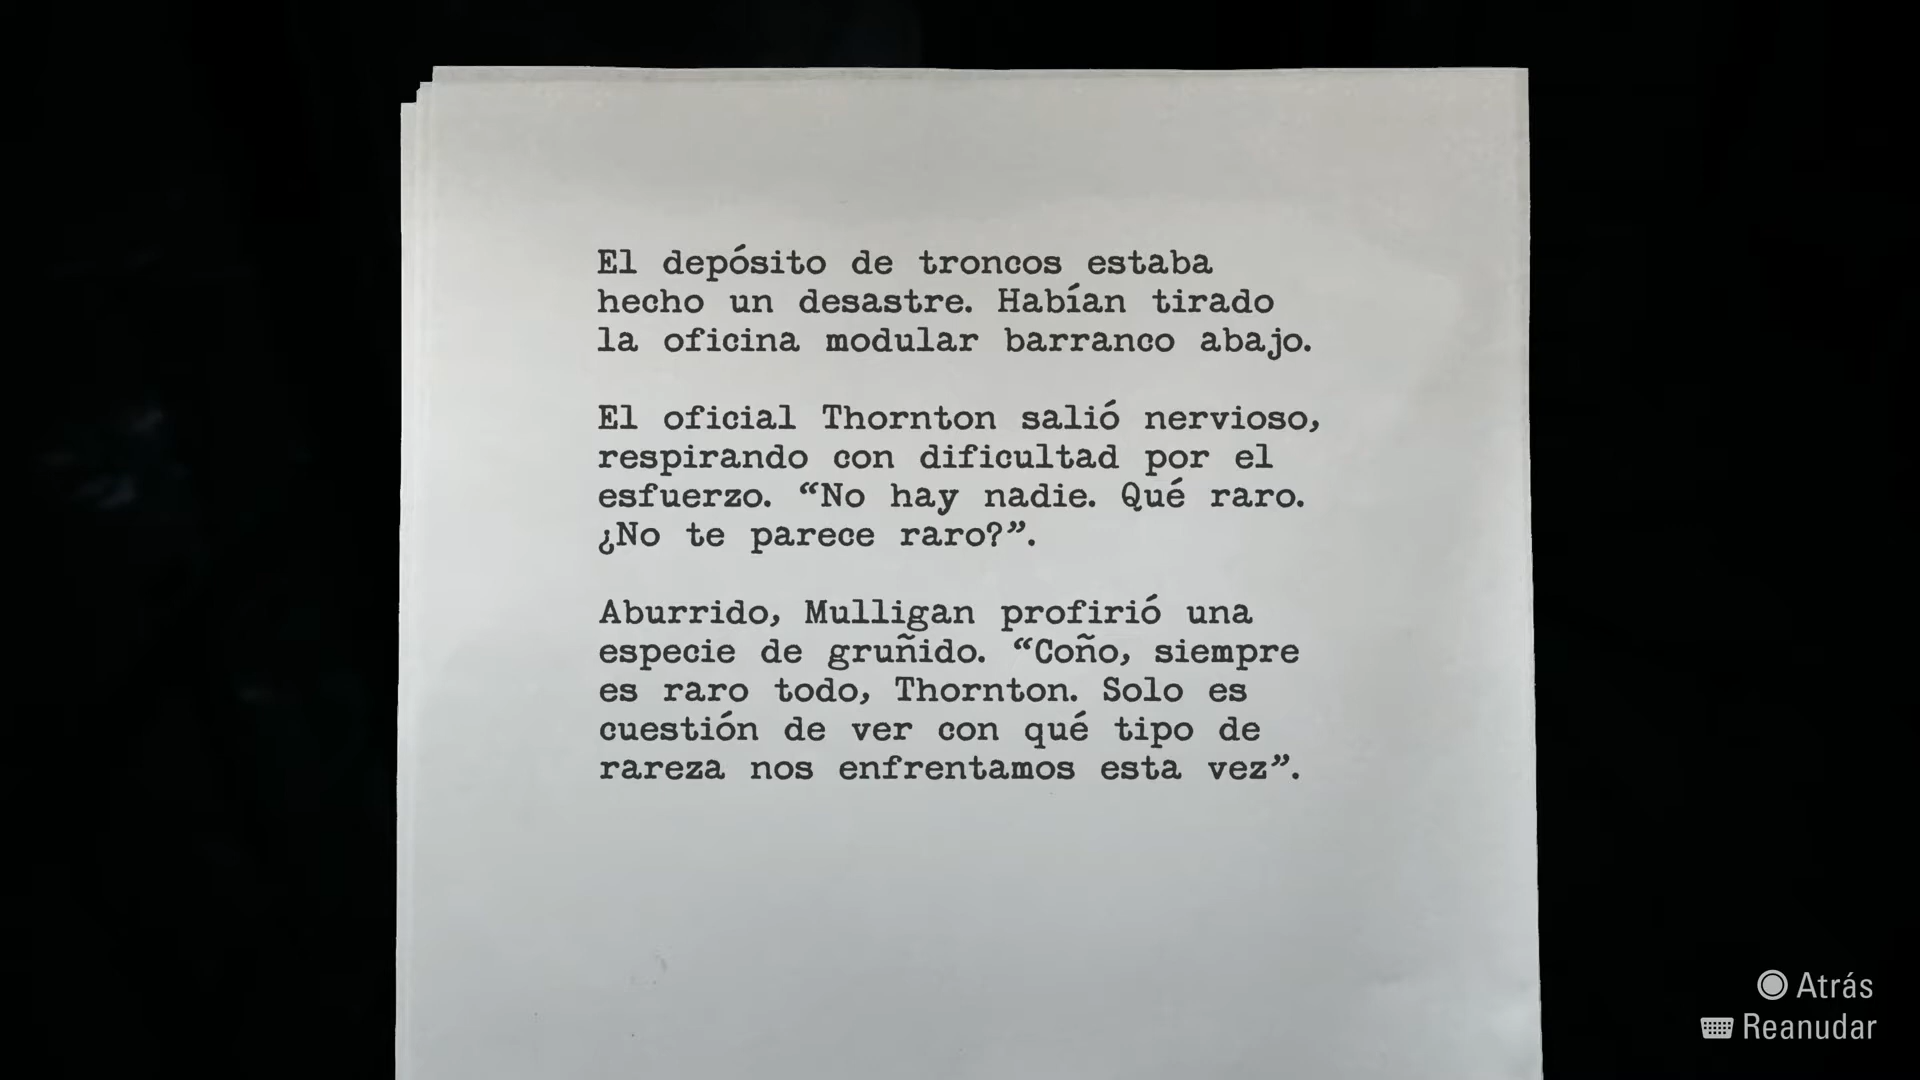 El depósito de troncos estaba
hecho un desastre. Habían tirado
la oficina modular barranco abajo.
El oficial Thornton salió nervioso,
respirando con dificultad por el
esfuerzo. “No hay nadie. Qué raro.
¿No te parece raro?”.
Aburrido, Mulligan profirió una
especie de gruñido. “Coño, siempre
es raro todo, Thornton. Solo es
cuestión de ver con qué tipo de
rareza nos enfrentamos esta vez”.
Atrás
Reanudar